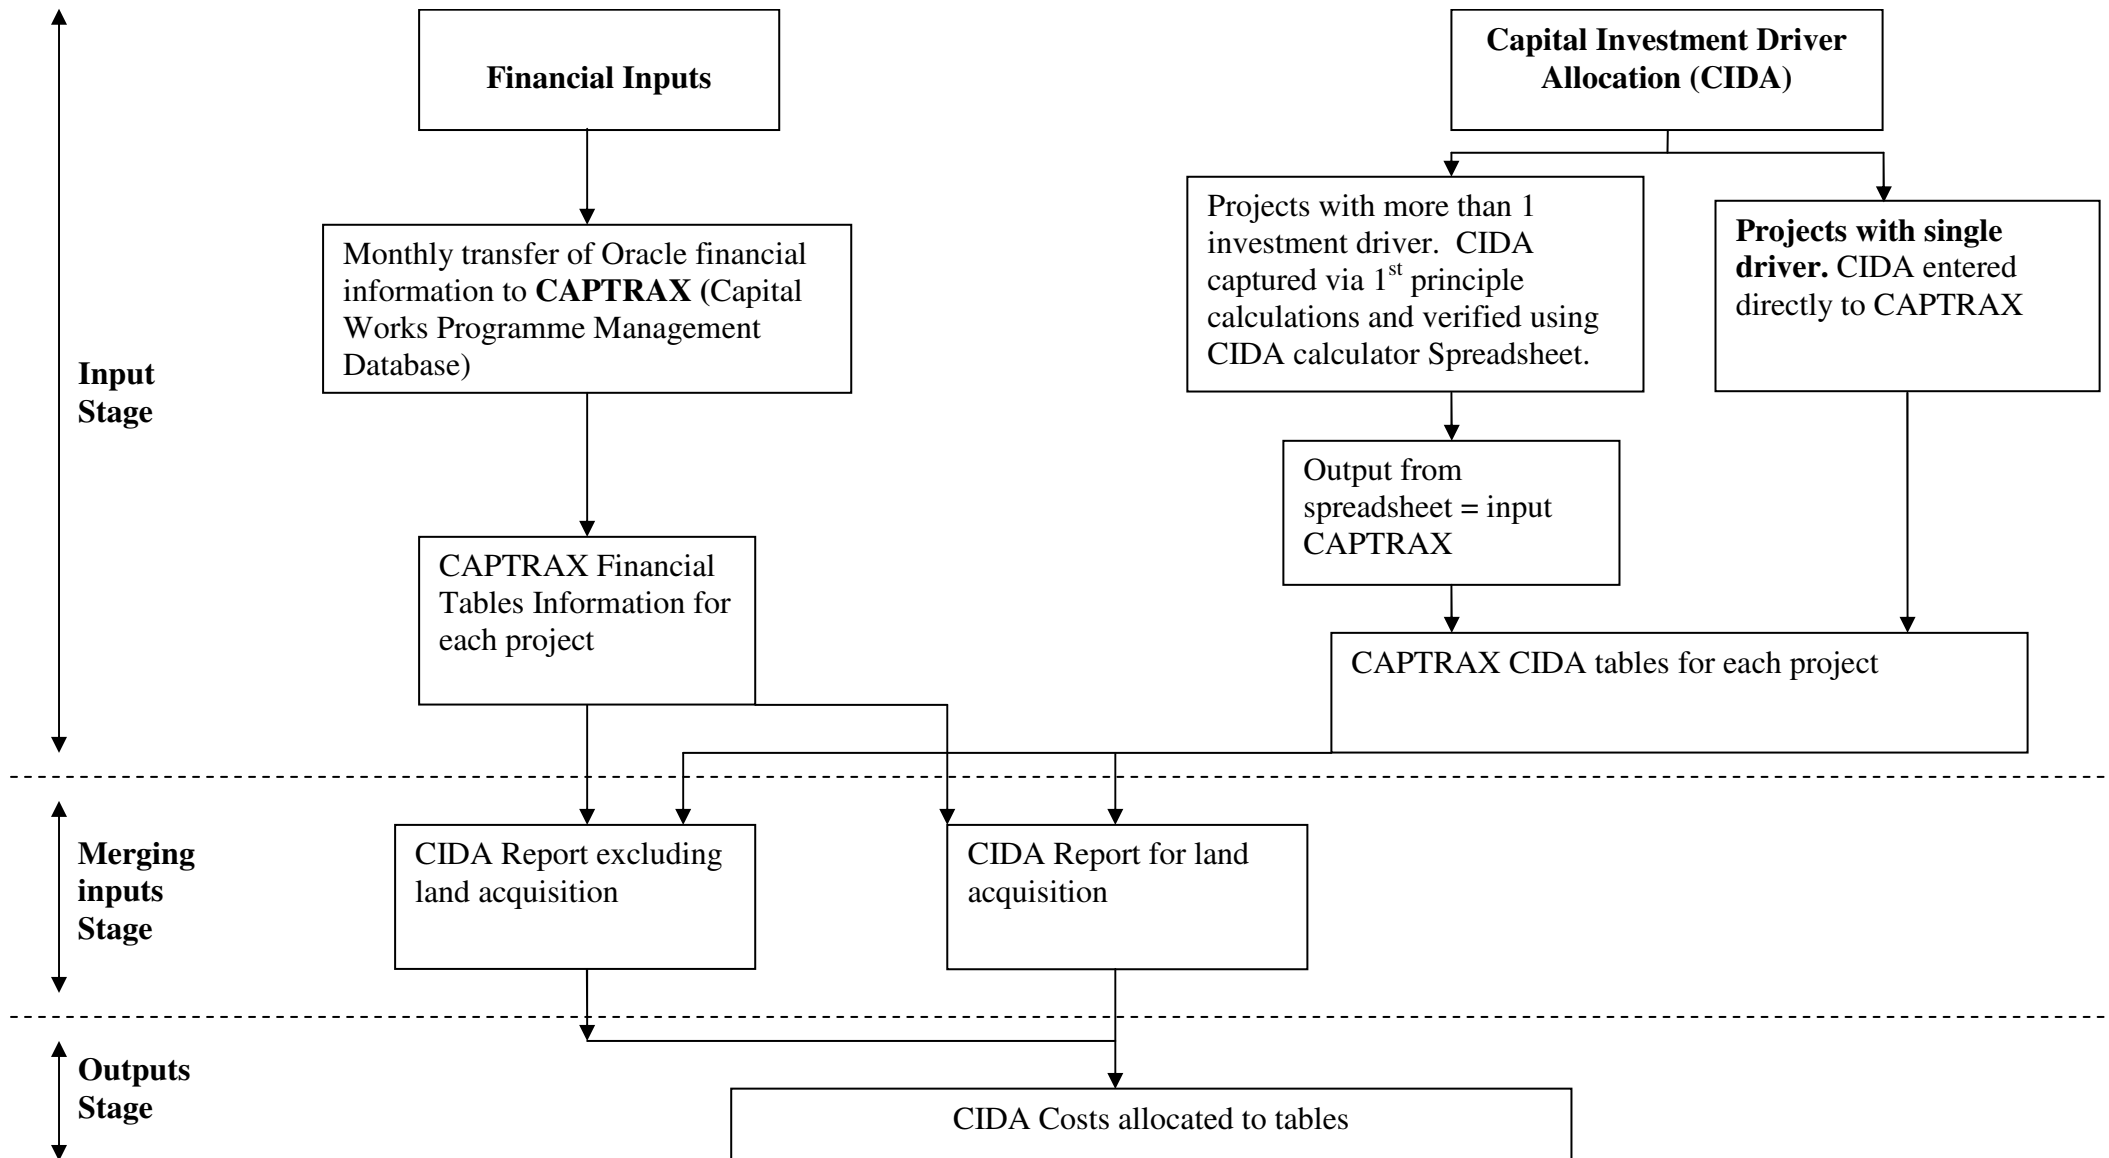 Financial Inputs
Capital Investment Driver
Allocation (CIDA)
Monthly transfer of Oracle financial
information to CAPTRAX (Capital
Works Programme Management
Database)
Projects with more than 1
investment driver.  CIDA
captured via 1st principle
calculations and verified using
CIDA calculator Spreadsheet.
Projects with single
driver. CIDA entered
directly to CAPTRAX
Input
Stage
Output from
spreadsheet = input
CAPTRAX
CAPTRAX Financial
Tables Information for
each project
CAPTRAX CIDA tables for each project
Merging
inputs
Stage
CIDA Report excluding
land acquisition
CIDA Report for land
acquisition
Outputs
Stage
CIDA Costs allocated to tables